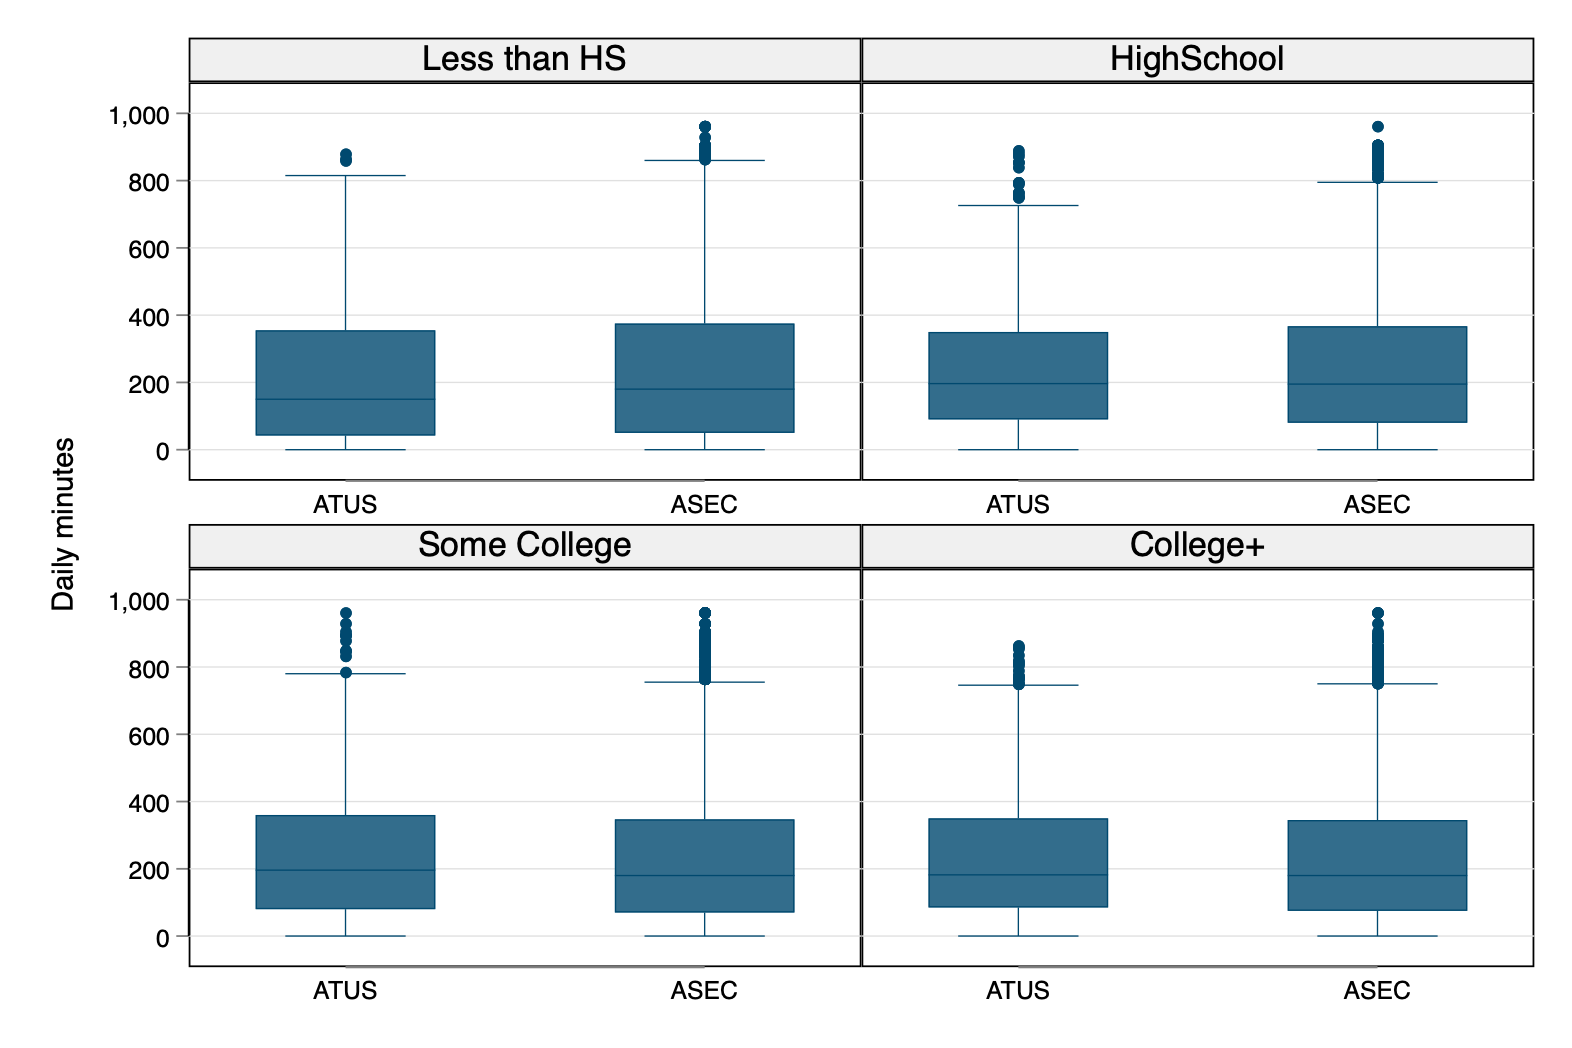 Less than HS
HighSchool
1,000
800
600
400
200
0
ATUS
ASEC
ATUS
ASEC
Daily minutes
Some College
College+
1,000
800
600
400
200
0
ATUS
ASEC
ATUS
ASEC